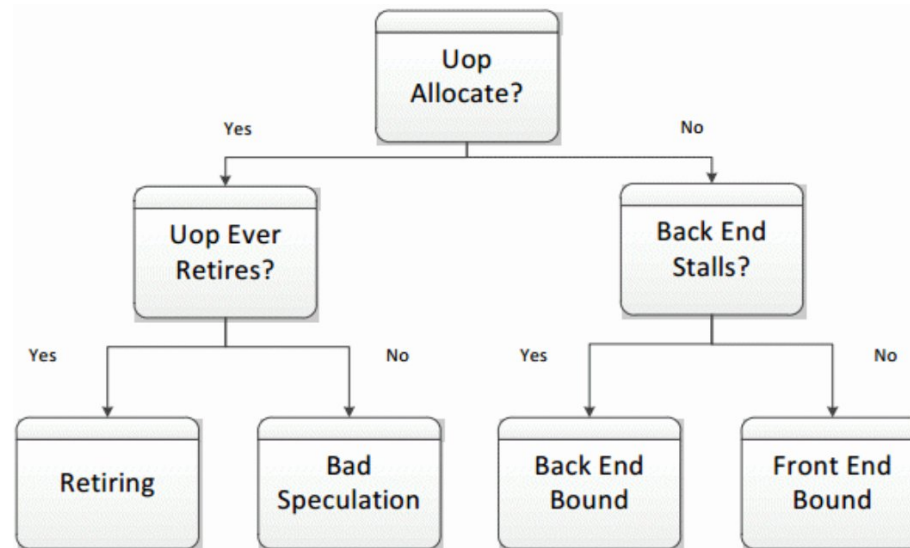 Uop
Allocate?
Yes
No
Uop Ever
Retires?
Back End
Stalls?
Yes
No
Yes
No
Retiring
Bad
Speculation
Back End
Bound
Front End
Bound